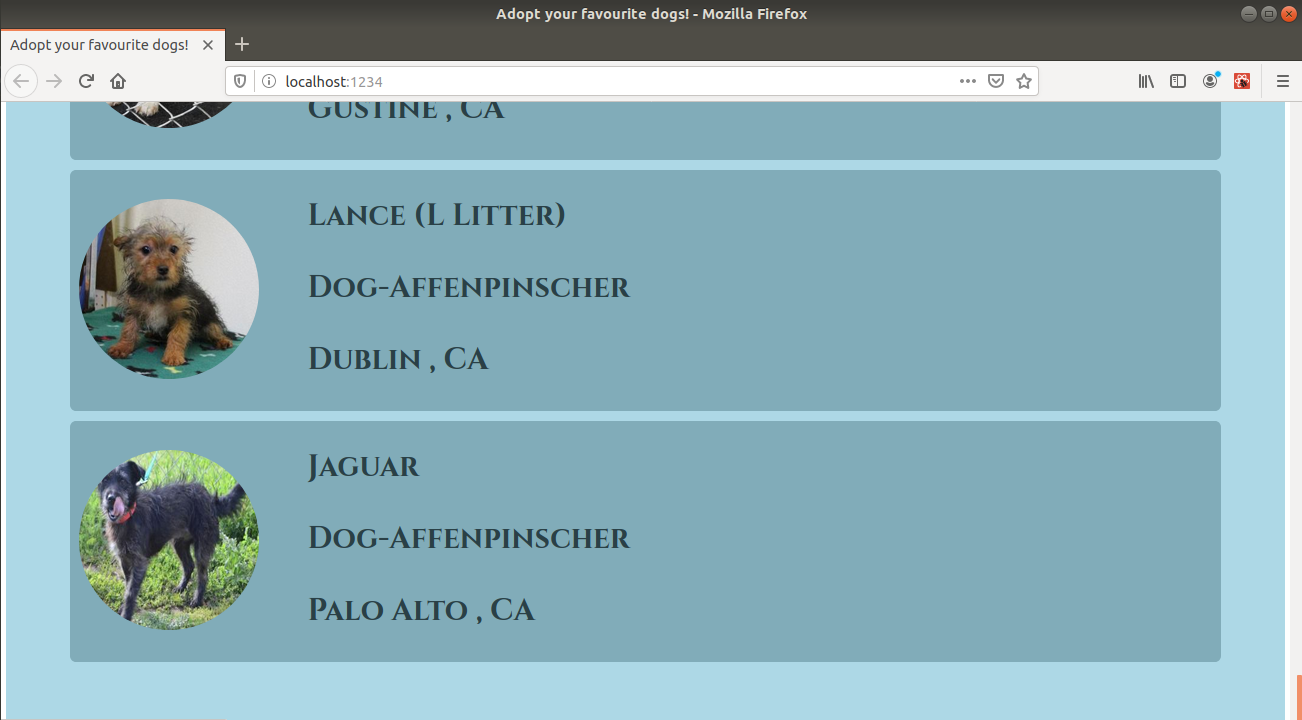 Adopt your favourite dogs! - Mozilla Firefox
Adopt your favourite dogs!
localhost:1234
Gustine , CA
Lance (L Litter)
Dog-Affenpinscher
Dublin , CA
Jaguar
Dog-Affenpinscher
Palo Alto , CA